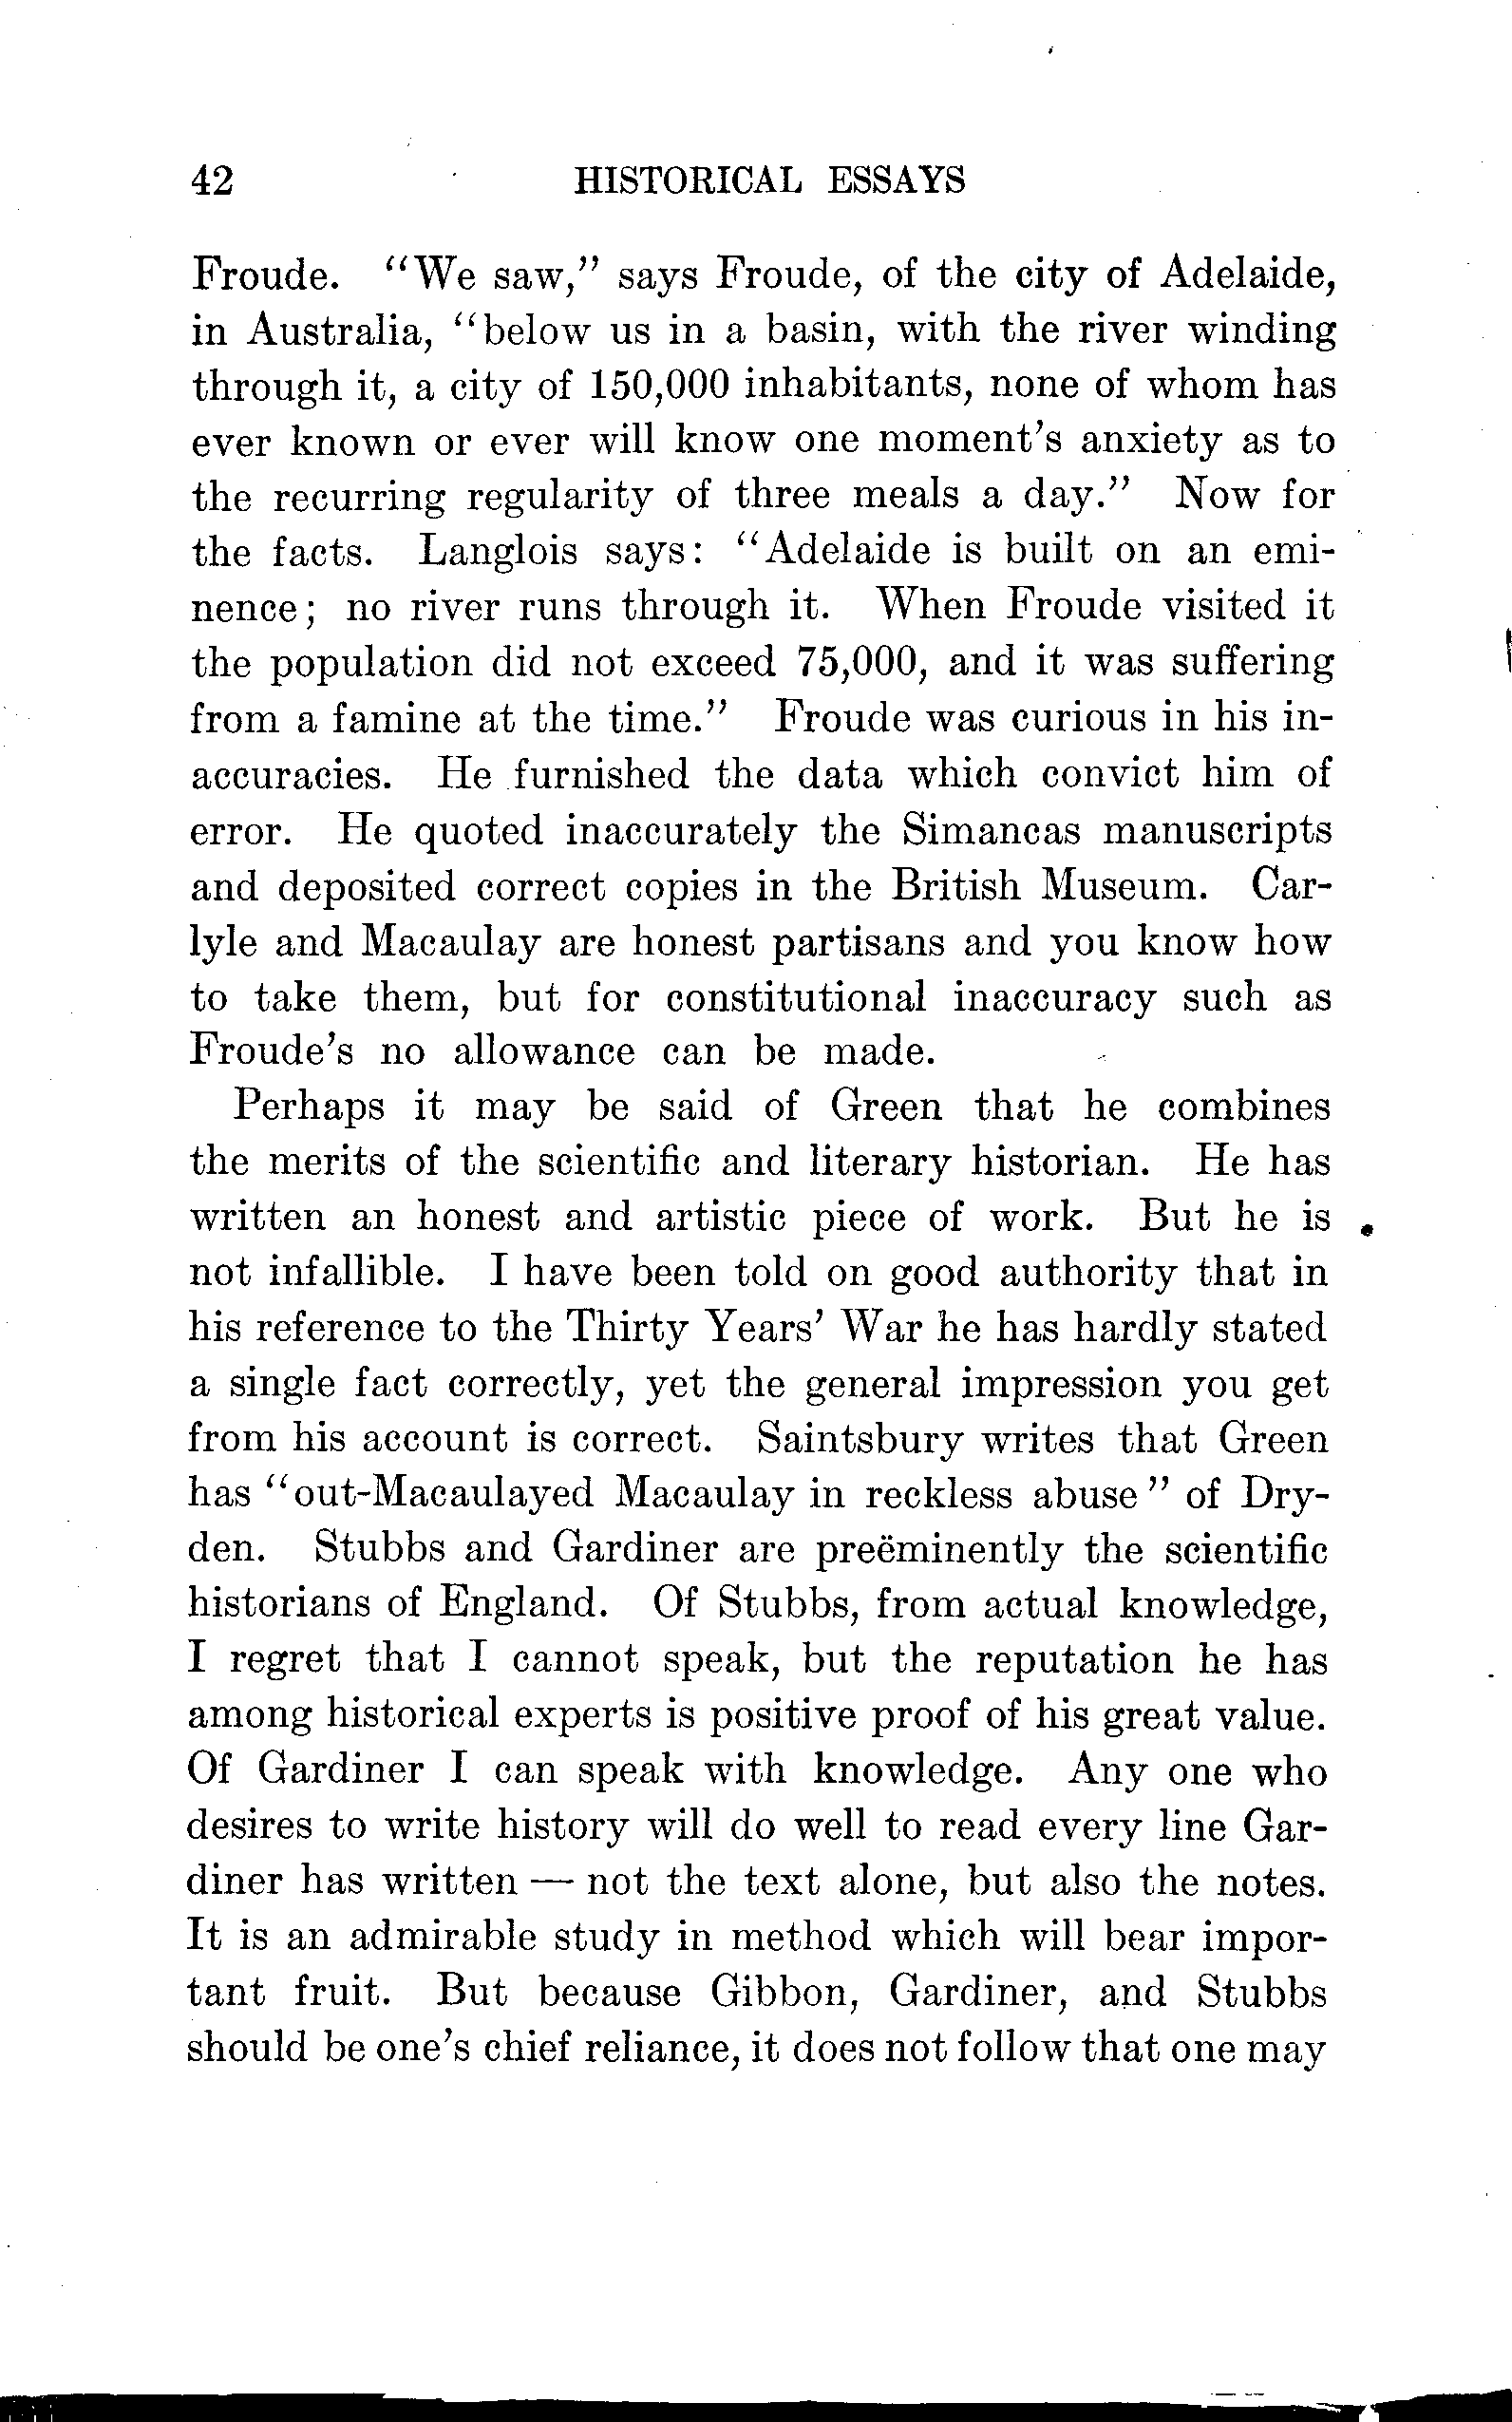 42 HISTORICAL ESSAYS
Froude. "We saw," says Froude, of the city of Adelaide,
in Australia, "below us in a basin, with the river winding
through it, a city of 150,000 inhabitants, none of whom has
ever known or ever will know one moment's anxiety as to
the recurring regularity of three meals a day." Now for
the facts. Langlois says: "Adelaide is built on an emi-
nence; no river runs through it. When Froude visited it
the population did not exceed 75,000, and it was suffering
from a famine at the time." Froude was curious in his in-
accuracies. He furnished the data which convict him of
error. He quoted inaccurately the Simancas manuscripts
and deposited correct copies in the British Museum. Car-
lyle and Macaulay are honest partisans and you know how
to take them, but for constitutional inaccuracy such as
Froude's no allowance can be made.
Perhaps it may be said of Green that he combines
the merits of the scientific and literary historian. He has
written an honest and artistic piece of work. But he is
not infallible. I have been told on good authority that in
his reference to the Thirty Years' War he has hardly stated
a single fact correctly, yet the general impression you get
from his account is correct. Saintsbury writes that Green
has "out-Macaulayed Macaulay in reckless abuse" of Dry-
den. Stubbs and Gardiner are preëminently the scientific
historians of England. Of Stubbs, from actual knowledge,
I regret that I cannot speak, but the reputation he has
among historical experts is positive proof of his great value.
Of Gardiner I can speak with knowledge. Any one who
desires to write history will do well to read every line Gar-
diner has written — not the text alone, but also the notes.
It is an admirable study in method which will bear impor-
tant fruit. But because Gibbon, Gardiner, and Stubbs
should be one's chief reliance, it does not follow that one may